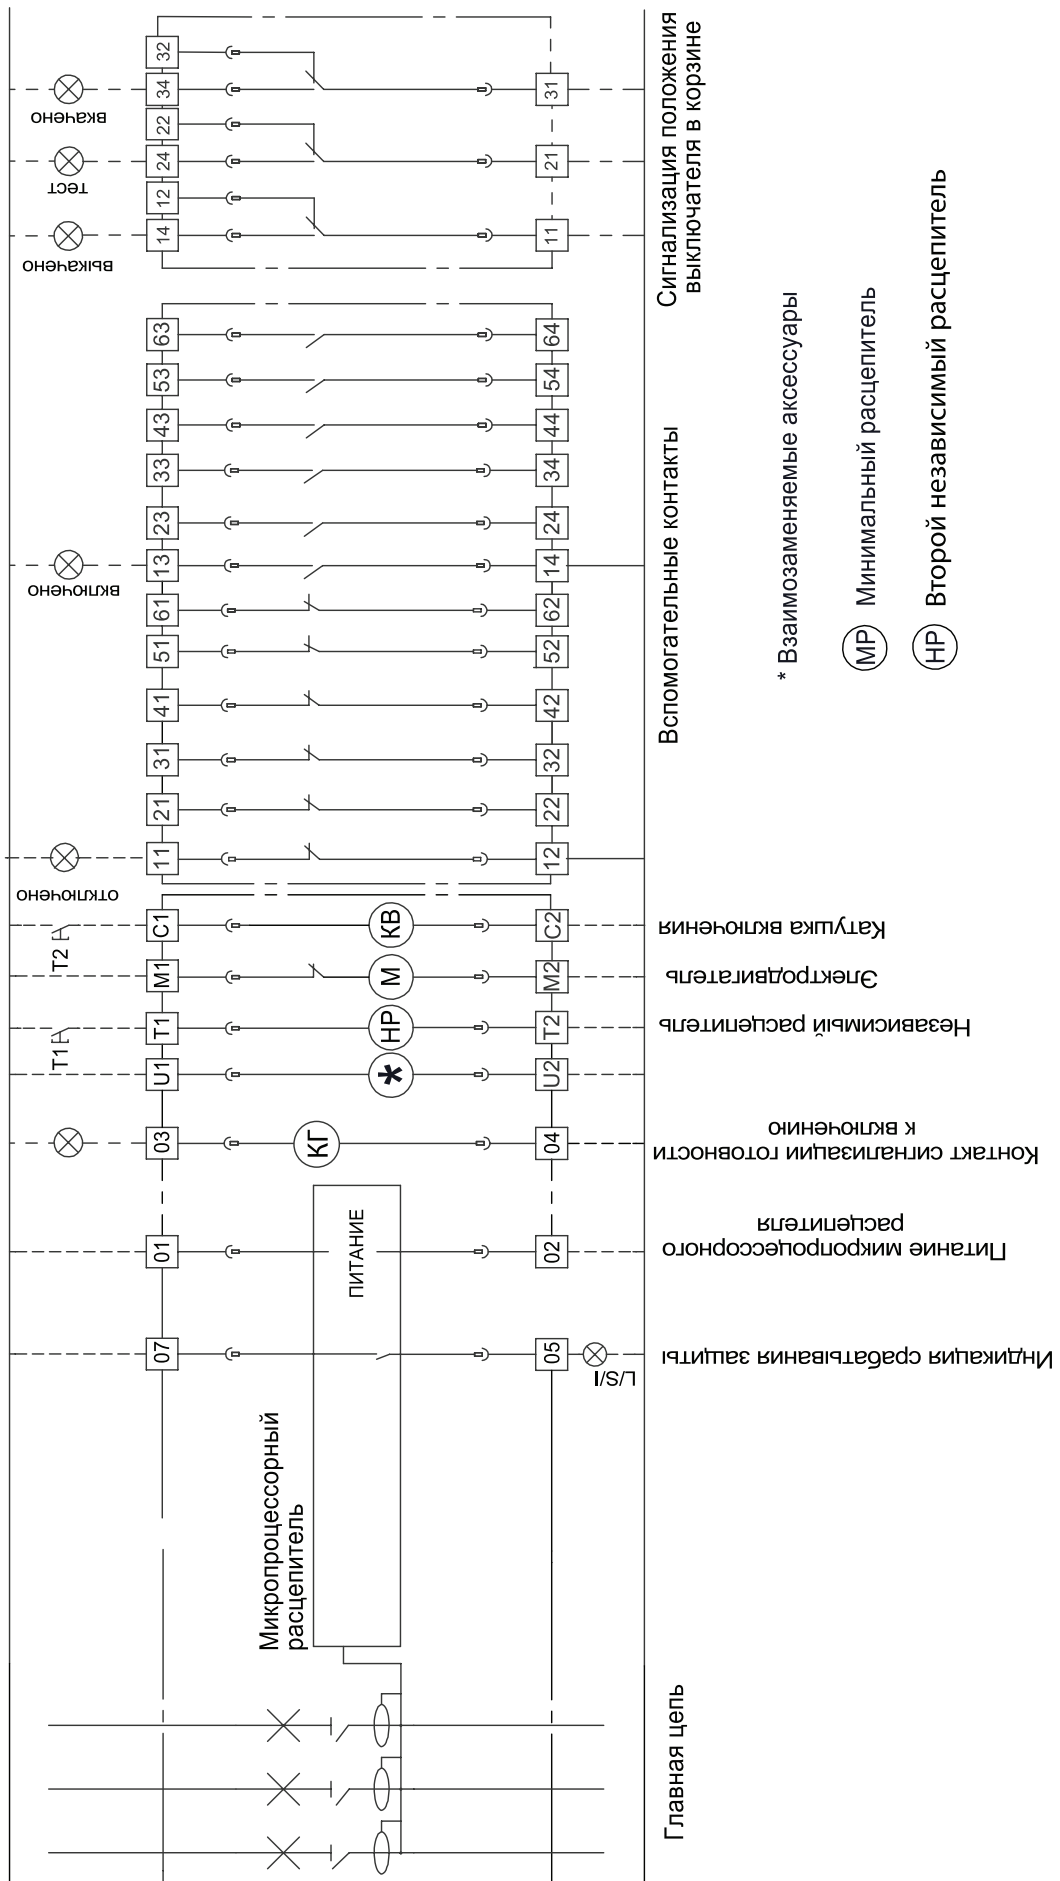 32
34
22
24
12
14
31
21
11
вкачено
тест
выкачено
Сигнализация положения
выключателя в корзине
63
53
43
33
23
13
61
51
41
31
21
11
64
54
44
34
24
14
62
52
42
32
22
12
включено
отключено
Вспомогательные контакты
* Взаимозаменяемые аксессуары
МР Минимальный расцепитель
НР Второй независимый расцепитель
T2
C1
КВ
C2
Катушка включения
M1
М
M2
Электродвигатель
T1
T1
НР
T2
Независимый расцепитель
U1
*
U2
03
КГ
04
Контакт сигнализации готовности
к включению
01
ПИТАНИЕ
02
Питание микропроцессорного
расцепителя
07
05
L/S/I
Индикация срабатывания защиты
Микропроцессорный
расцепитель
Главная цепь